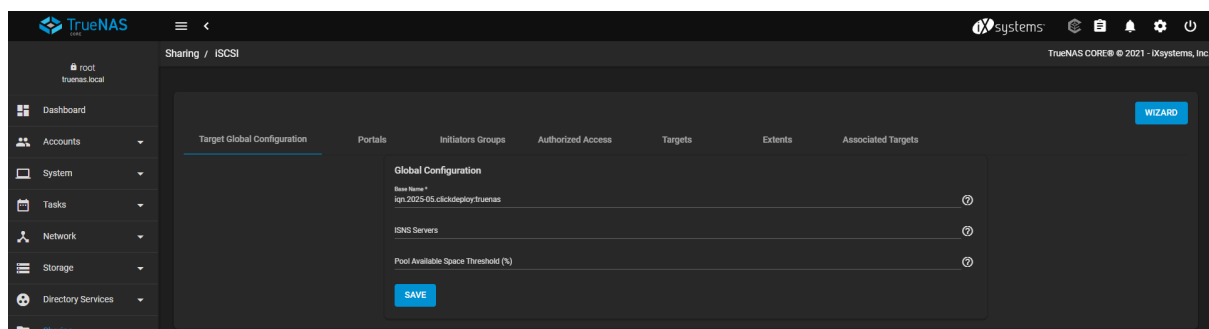 TrueNAS
CORE
iX systems
root
truenas.local
Sharing / iSCSI
TrueNAS CORE® © 2021 - iXsystems, Inc
Dashboard
Accounts
System
Tasks
Network
Storage
Directory Services
WIZARD
Target Global Configuration
Portals
Initiators Groups
Authorized Access
Targets
Extents
Associated Targets
Global Configuration
Base Name *
iqn.2025-05.clickdeploy:truenas
ISNS Servers
Pool Available Space Threshold (%)
SAVE